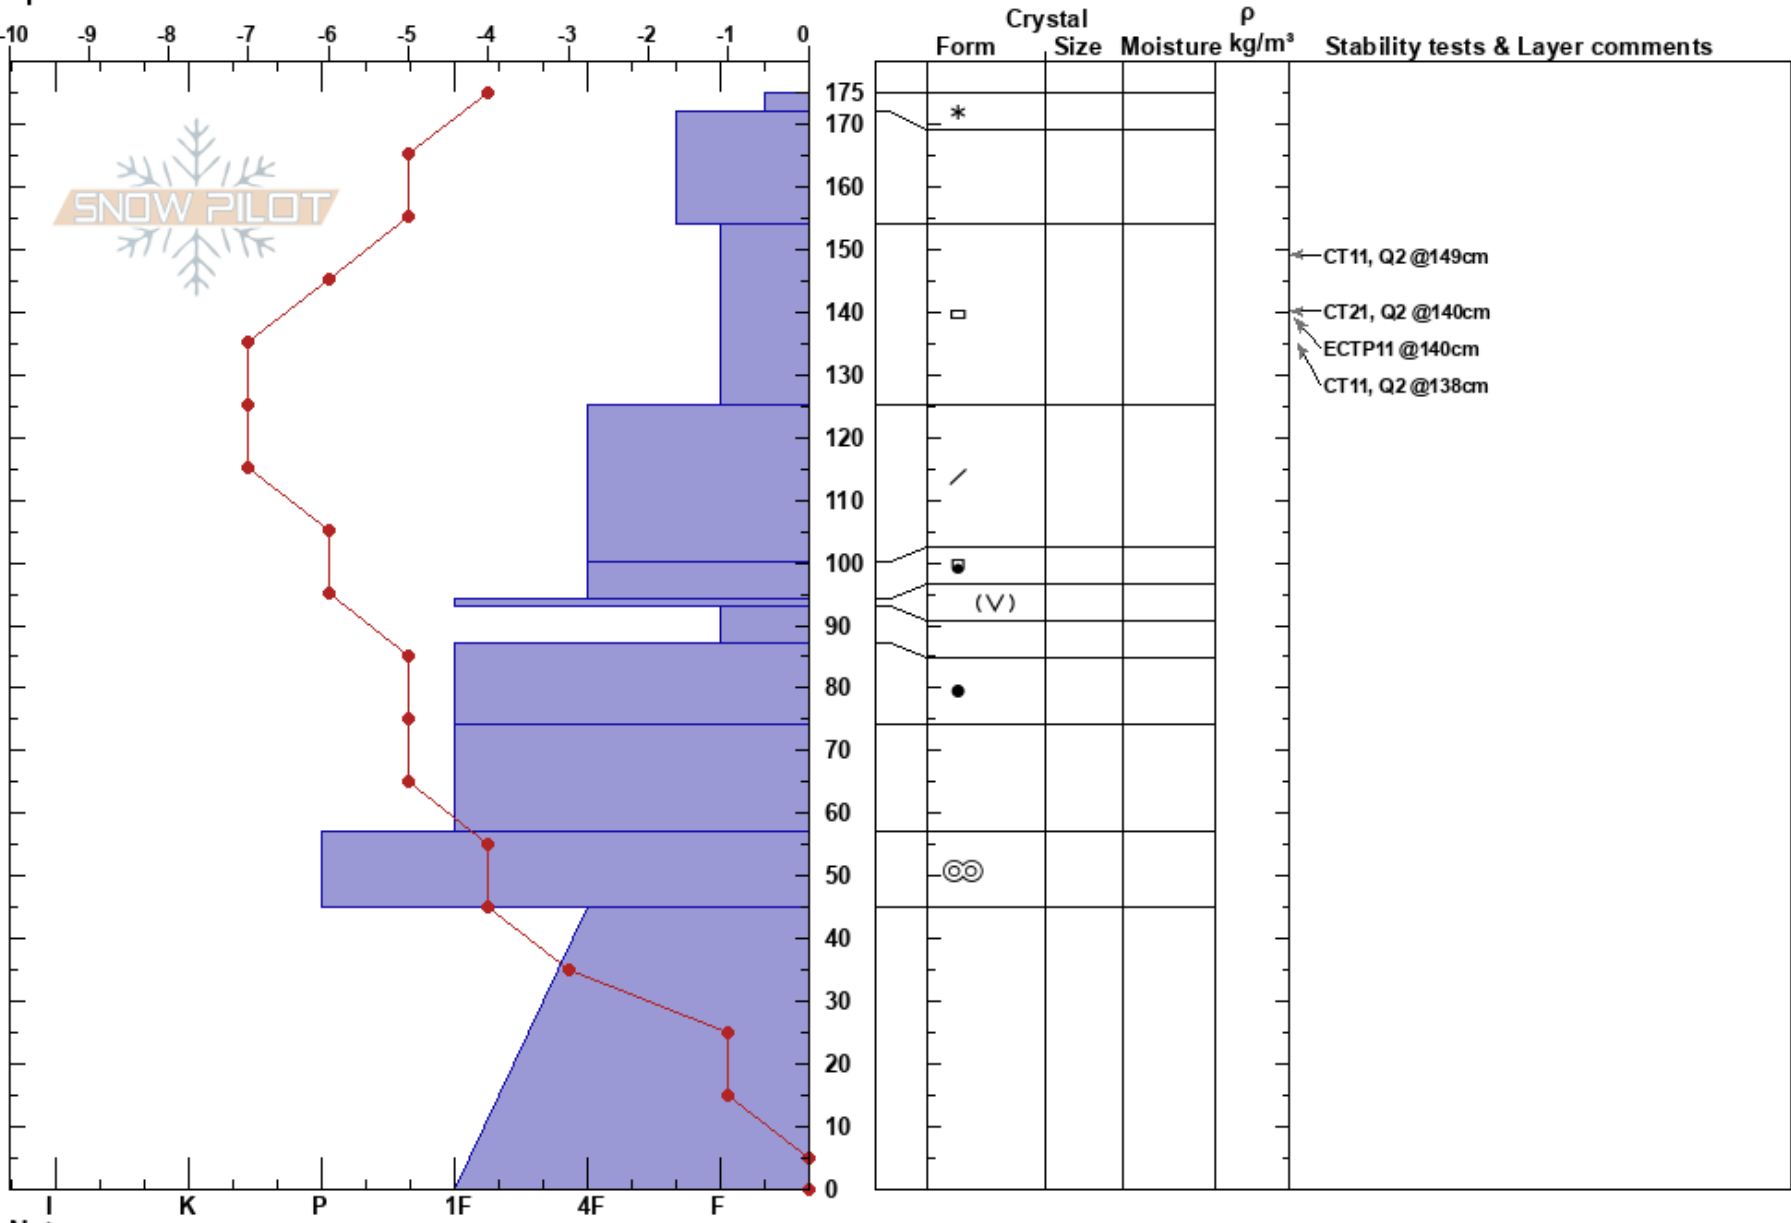 -10 -9 -8 -7 -6 -5 -4 -3 -2 -1 0
Crystal
Form Size Moisture
ρ
kg/m³
Stability tests & Layer comments
SNOW PILOT
175
170
160
150
140
130
120
110
100
90
80
70
60
50
40
30
20
10
0
(V)
CT11, Q2 @149cm
CT21, Q2 @140cm
ECTP11 @140cm
CT11, Q2 @138cm
I K P 1F 4F F